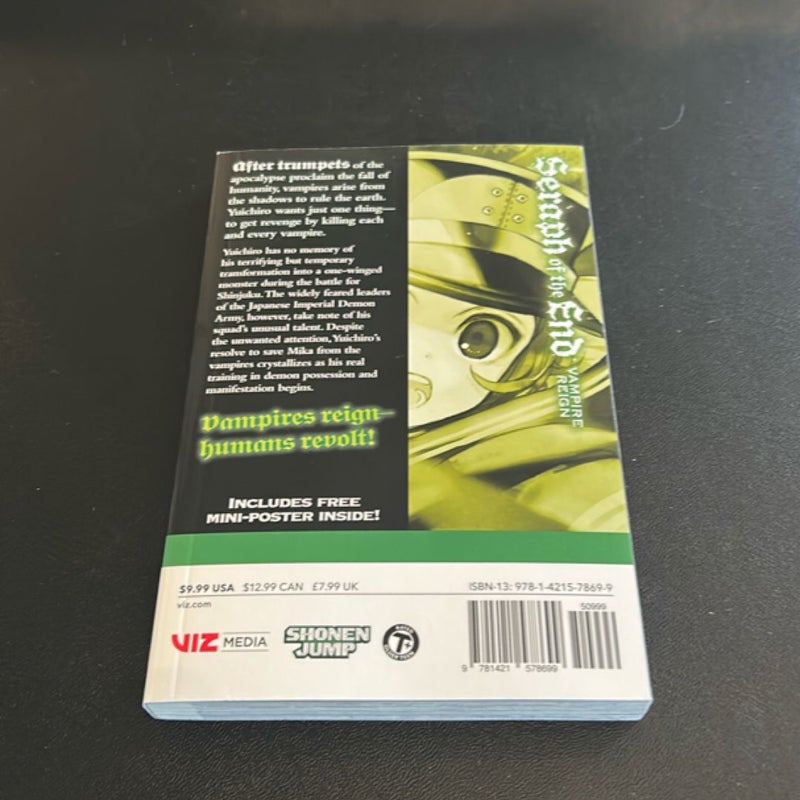 After trumpets of the
apocalypse proclaim the fall of
humanity, vampires arise from
the shadows to rule the earth.
Yuichiro wants just one thing—
to get revenge by killing each
and every vampire.
Yuichiro has no memory of
his terrifying but temporary
transformation into a one-winged
monster during the battle for
Shinjuku. The widely feared leaders
of the Japanese Imperial Demon
Army, however, take note of his
squad's unusual talent. Despite
the unwanted attention, Yuichiro's
resolve to save Mika from the
vampires crystallizes as his real
training in demon possession and
manifestation begins.
Vampires reign—
humans revolt!
INCLUDES FREE
MINI-POSTER INSIDE!
Seraph of the End
VAMPIRE
REIGN
$9.99 USA $12.99 CAN £7.99 UK
viz.com
VIZ MEDIA
SHONEN
JUMP
RATED
T+
OLDER TEEN
ISBN-13: 978-1-4215-7869-9
50999
9 781421 578699